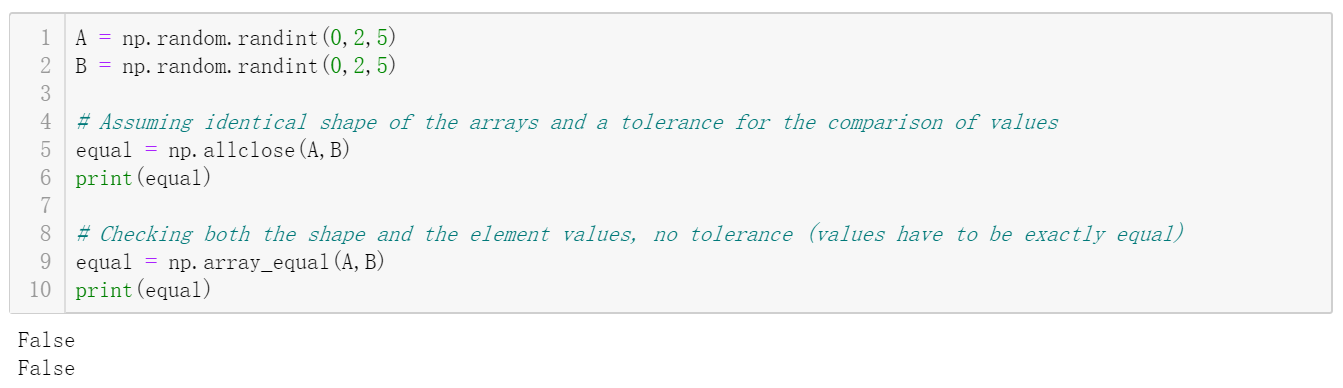 1 A = np.random.randint(0,2,5)
2 B = np.random.randint(0,2,5)
3
4 # Assuming identical shape of the arrays and a tolerance for the comparison of values
5 equal = np.allclose(A,B)
6 print(equal)
7
8 # Checking both the shape and the element values, no tolerance (values have to be exactly equal)
9 equal = np.array_equal(A,B)
10 print(equal)
False
False